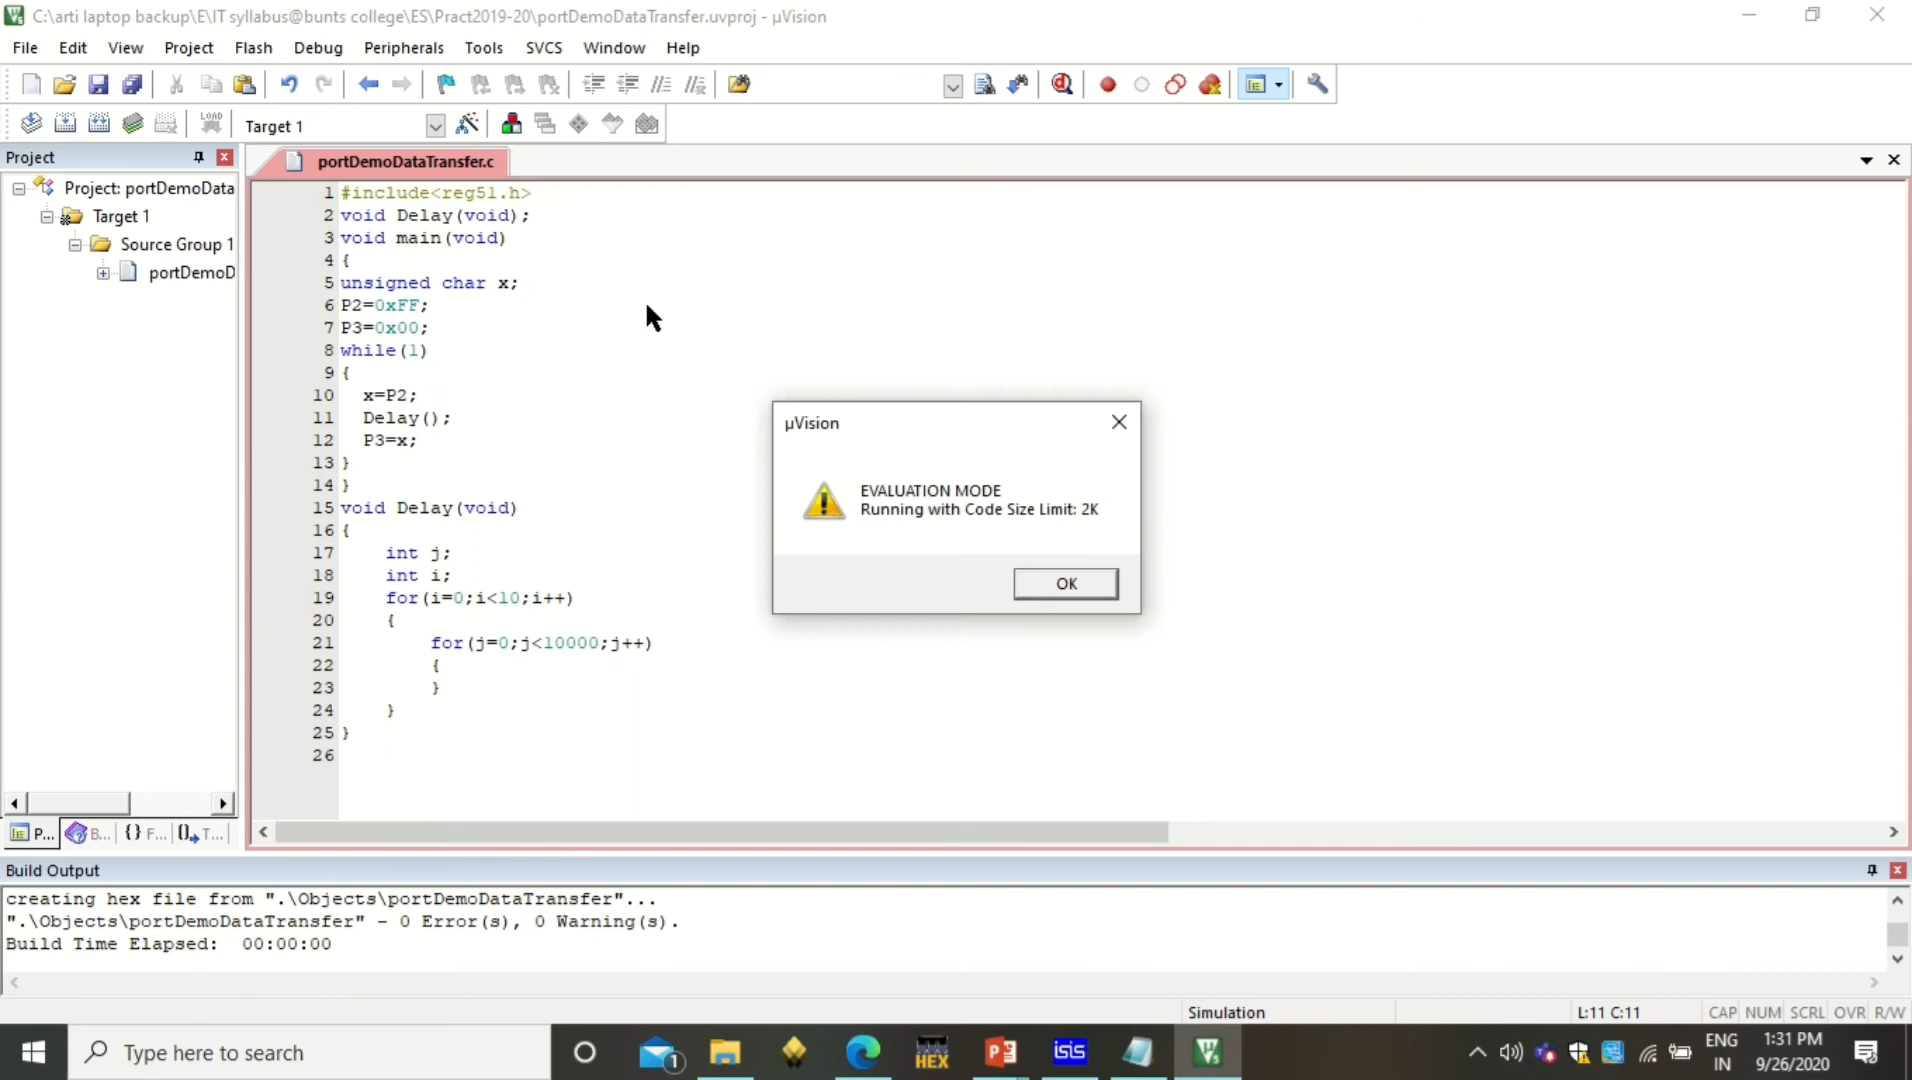 C:\arti laptop backup\E\IT syllabus@bunts college\ES\Pract2019-20\portDemoDataTransfer.uvproj - µVision
File Edit View Project Flash Debug Peripherals Tools SVCS Window Help
LOAD Target 1
Project
portDemoDataTransfer.c
Project: portDemoData
Target 1
Source Group 1
portDemoD
1 #include<reg51.h>
2 void Delay(void);
3 void main(void)
4 {
5 unsigned char x;
6 P2=0xFF;
7 P3=0x00;
8 while(1)
9 {
10 x=P2;
11 Delay();
12 P3=x;
13 }
14 }
15 void Delay(void)
16 {
17 int j;
18 int i;
19 for(i=0;i<10;i++)
20 {
21 for(j=0;j<10000;j++)
22 {
23 }
24 }
25 }
26
µVision
EVALUATION MODE
Running with Code Size Limit: 2K
OK
P... B... {} F... T...
Build Output
creating hex file from ".\Objects\portDemoDataTransfer"...
".\Objects\portDemoDataTransfer" - 0 Error(s), 0 Warning(s).
Build Time Elapsed: 00:00:00
Simulation L:11 C:11 CAP NUM SCRL OVR R/W
Type here to search
1
HEX
isis
ENG
IN
1:31 PM
9/26/2020